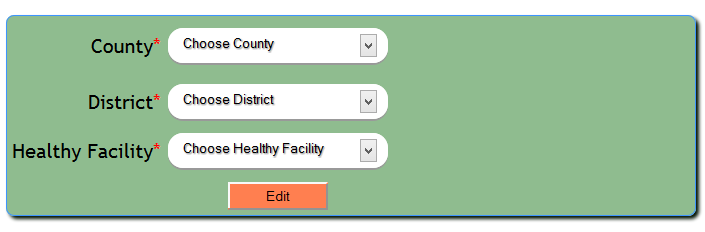 County* Choose County
District* Choose District
Healthy Facility* Choose Healthy Facility
Edit